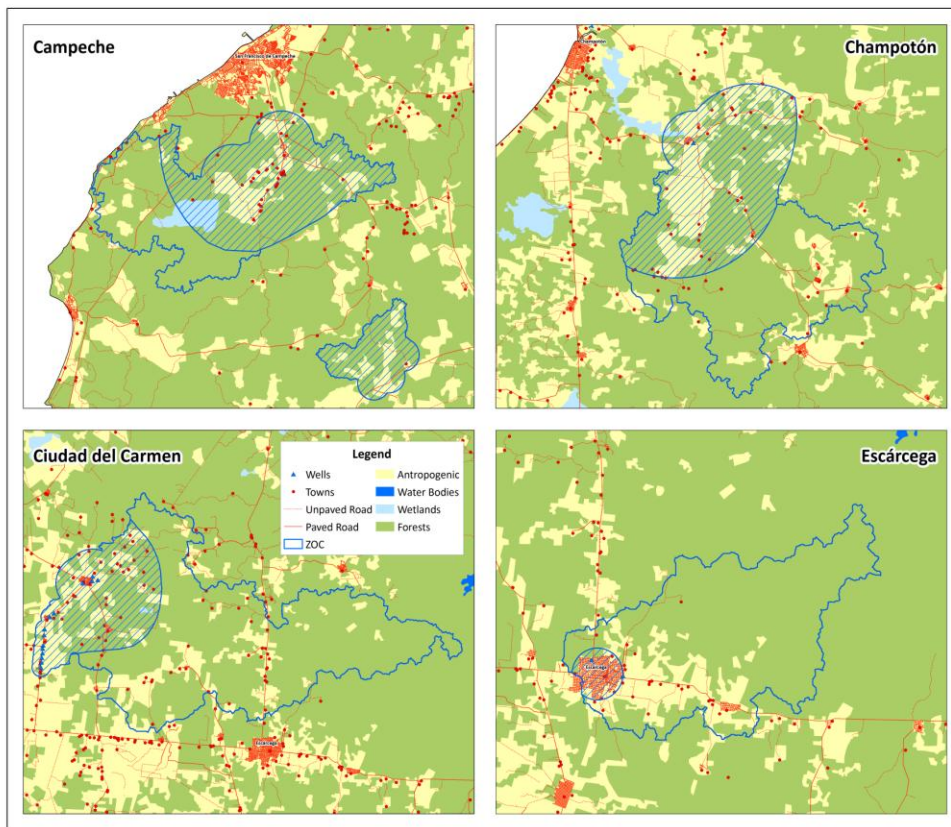 Campeche
San Francisco de Campeche
Champotón
Champotón
Ciudad del Carmen
Legend
Wells
Towns
Unpaved Road
Paved Road
ZOC
Antropogenic
Water Bodies
Wetlands
Forests
Escárcega
Escárcega
Escárcega